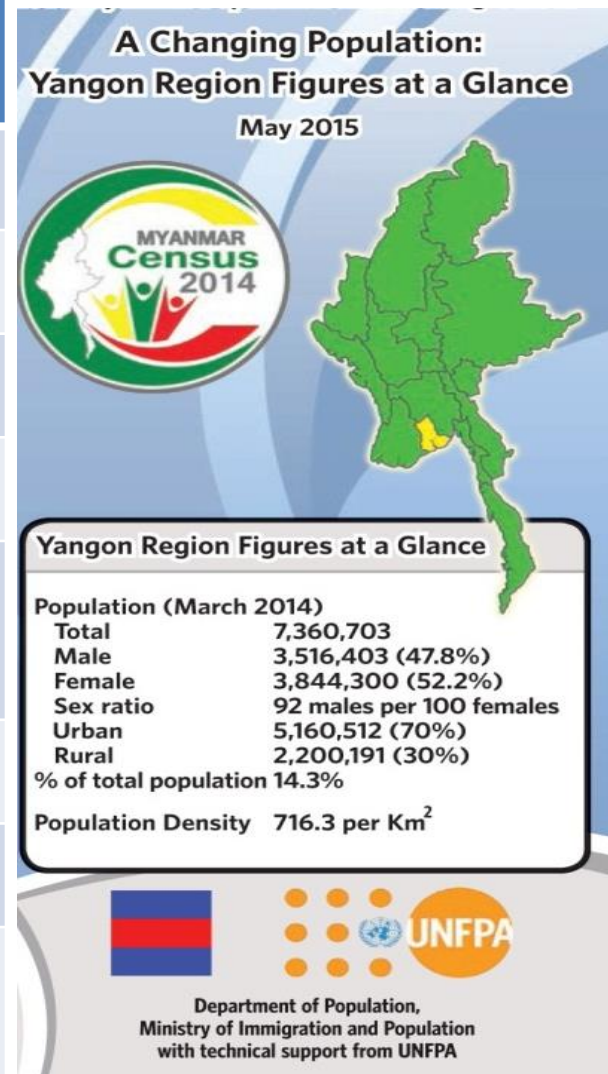 A Changing Population:
Yangon Region Figures at a Glance
May 2015
MYANMAR
Census
2014
Yangon Region Figures at a Glance
Population (March 2014)
Total 7,360,703
Male 3,516,403 (47.8%)
Female 3,844,300 (52.2%)
Sex ratio 92 males per 100 females
Urban 5,160,512 (70%)
Rural 2,200,191 (30%)
% of total population 14.3%
Population Density 716.3 per Km²
UNFPA
Department of Population,
Ministry of Immigration and Population
with technical support from UNFPA